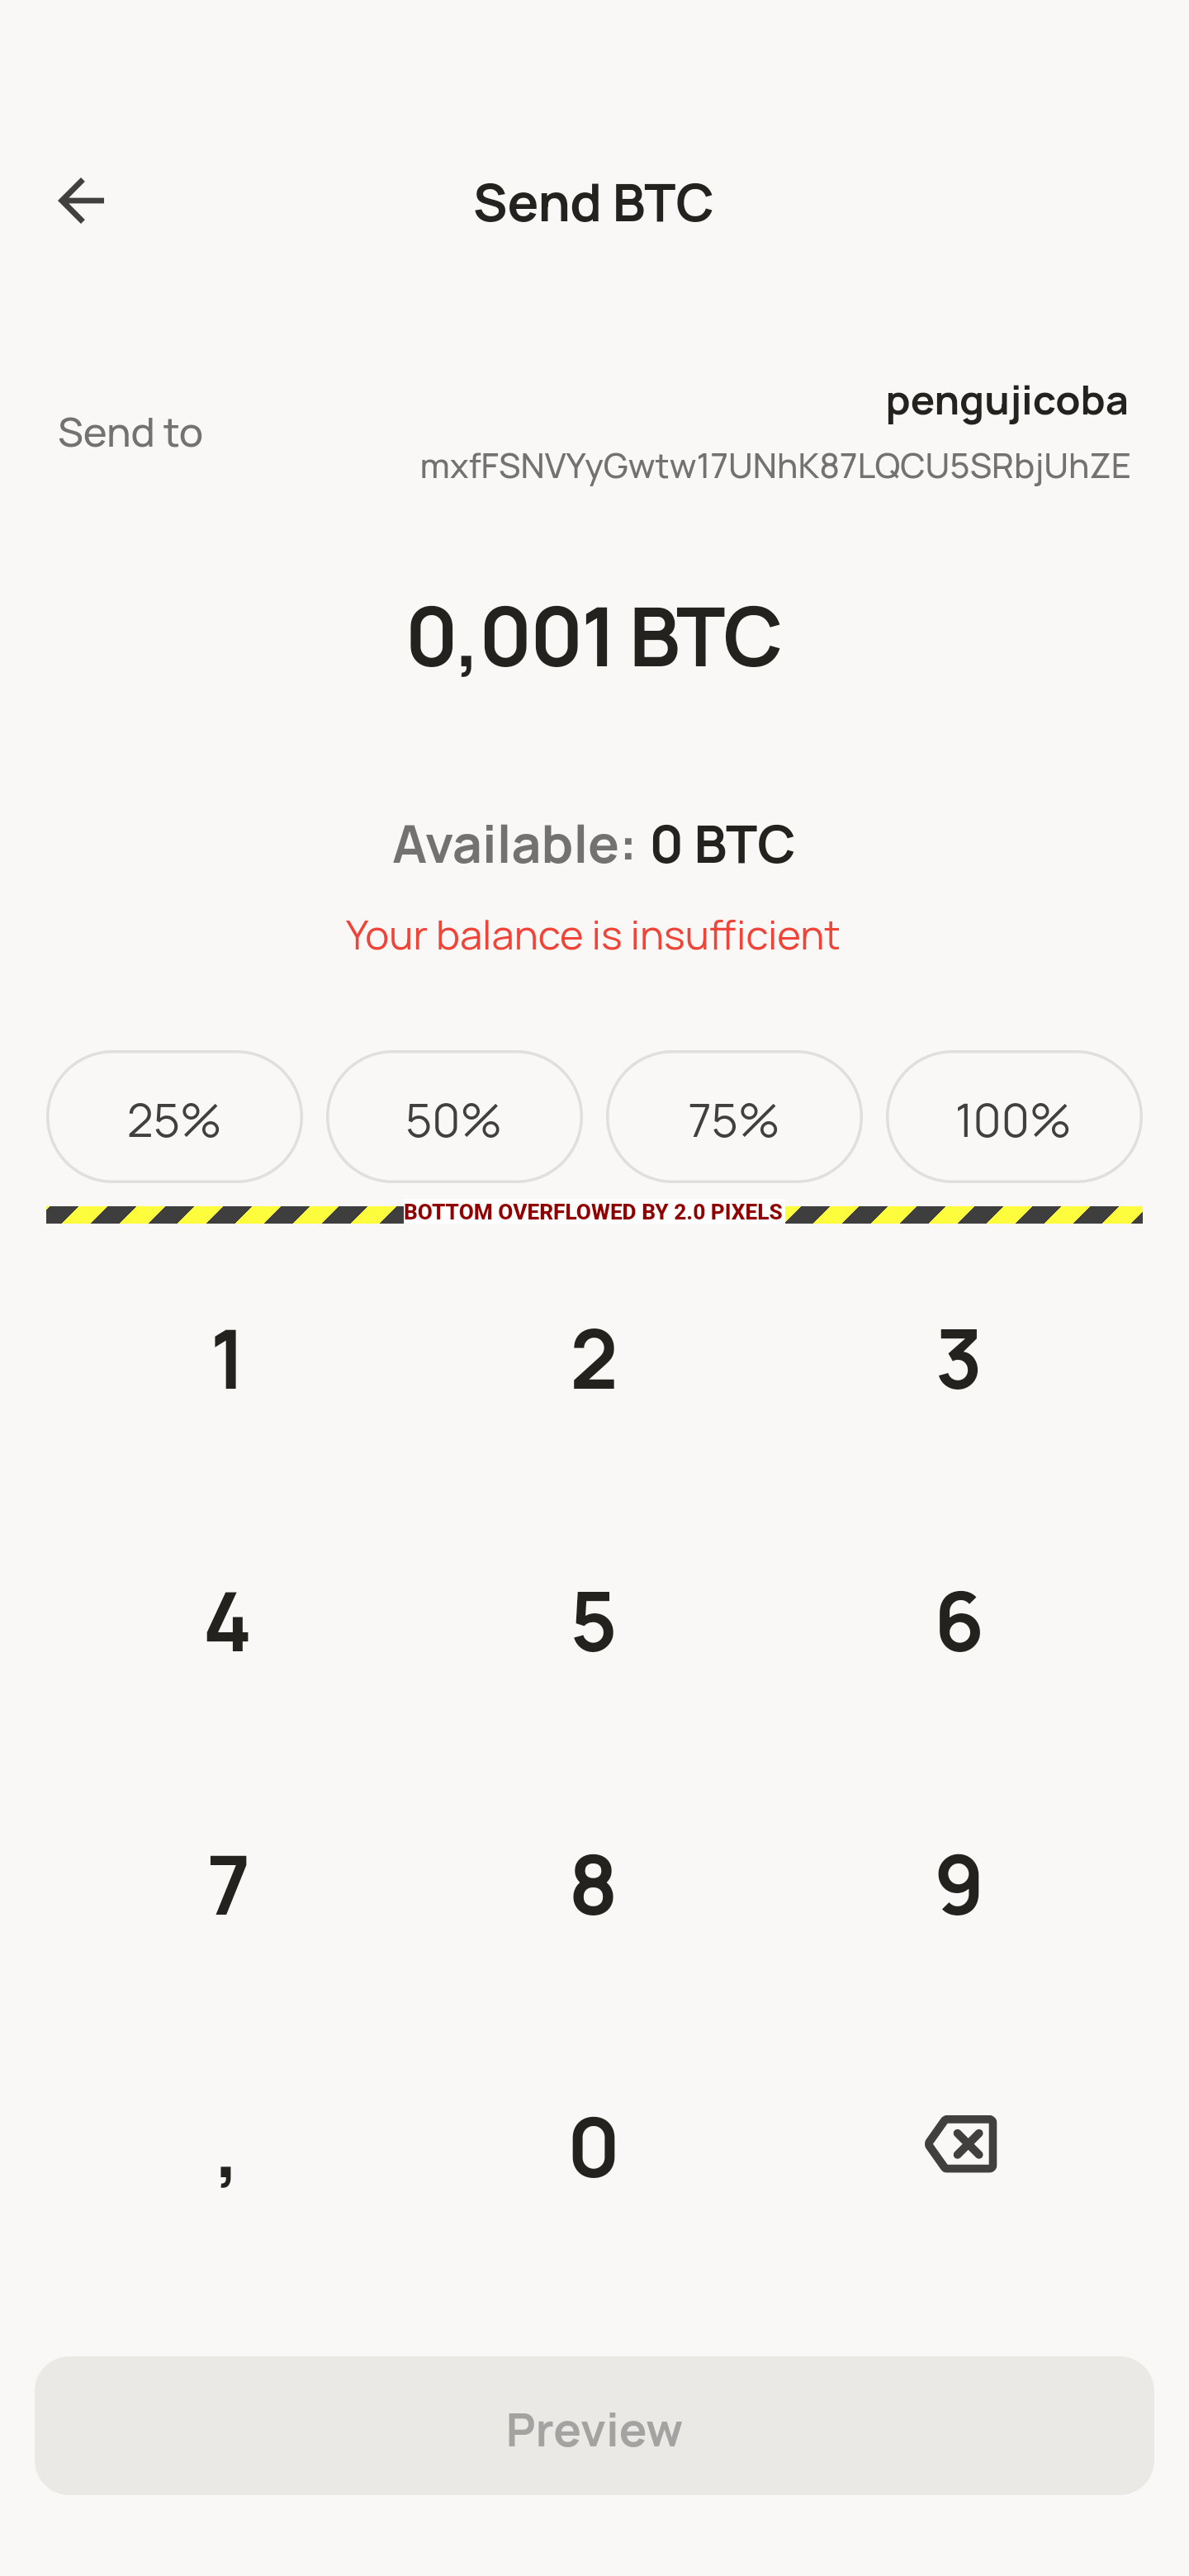 Send BTC
Send to
pengujicoba
mxfFSNVYyGwtw17UNhK87LQCU5SRbjUhZE
0,001 BTC
Available: 0 BTC
Your balance is insufficient
25% 50% 75% 100%
BOTTOM OVERFLOWED BY 2.0 PIXELS
1 2 3
4 5 6
7 8 9
, 0
Preview